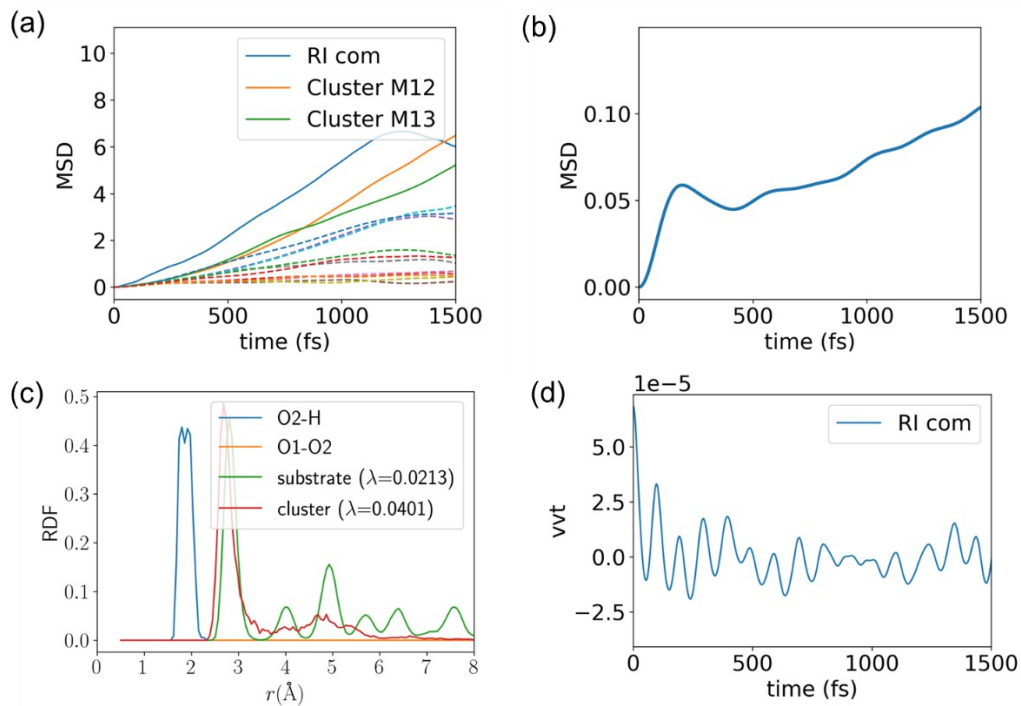 (a)
10
8
6
4
2
0
MSD
RI com
Cluster M12
Cluster M13
0 500 1000 1500
time (fs)
(b)
0.10
0.05
0.00
MSD
0 500 1000 1500
time (fs)
(c)
0.5
0.4
0.3
0.2
0.1
0.0
RDF
O2-H
O1-O2
substrate (λ=0.0213)
cluster (λ=0.0401)
0 1 2 3 4 5 6 7 8
r(Å)
(d)
1e−5
5.0
2.5
0.0
−2.5
vvt
RI com
0 500 1000 1500
time (fs)